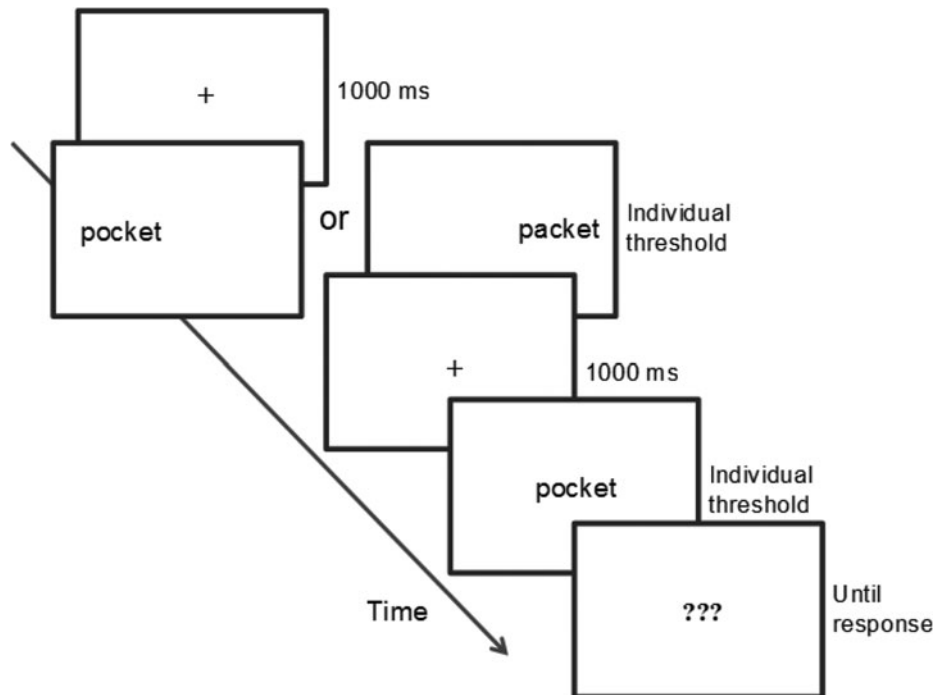 +
1000 ms
pocket
or
packet
Individual
threshold
+
1000 ms
pocket
Individual
threshold
Time
???
Until
response